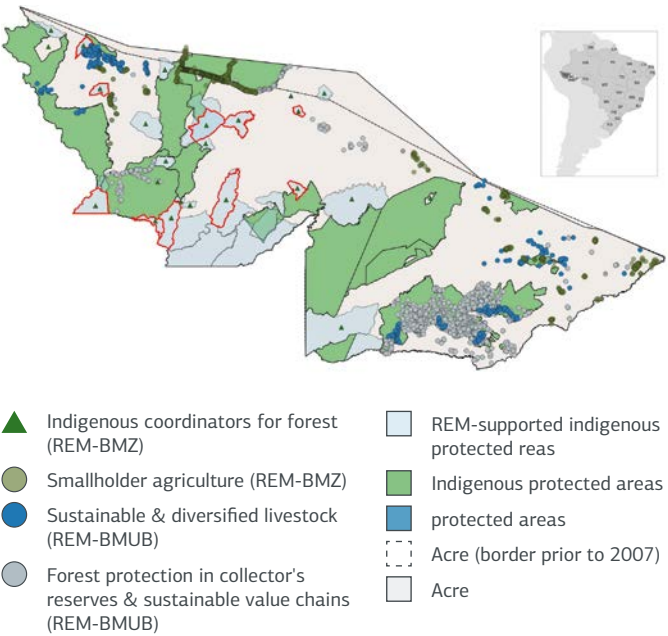 Indigenous coordinators for forest
(REM-BMZ)
Smallholder agriculture (REM-BMZ)
Sustainable & diversified livestock
(REM-BMUB)
Forest protection in collector's
reserves & sustainable value chains
(REM-BMUB)
REM-supported indigenous
protected reas
Indigenous protected areas
protected areas
Acre (border prior to 2007)
Acre